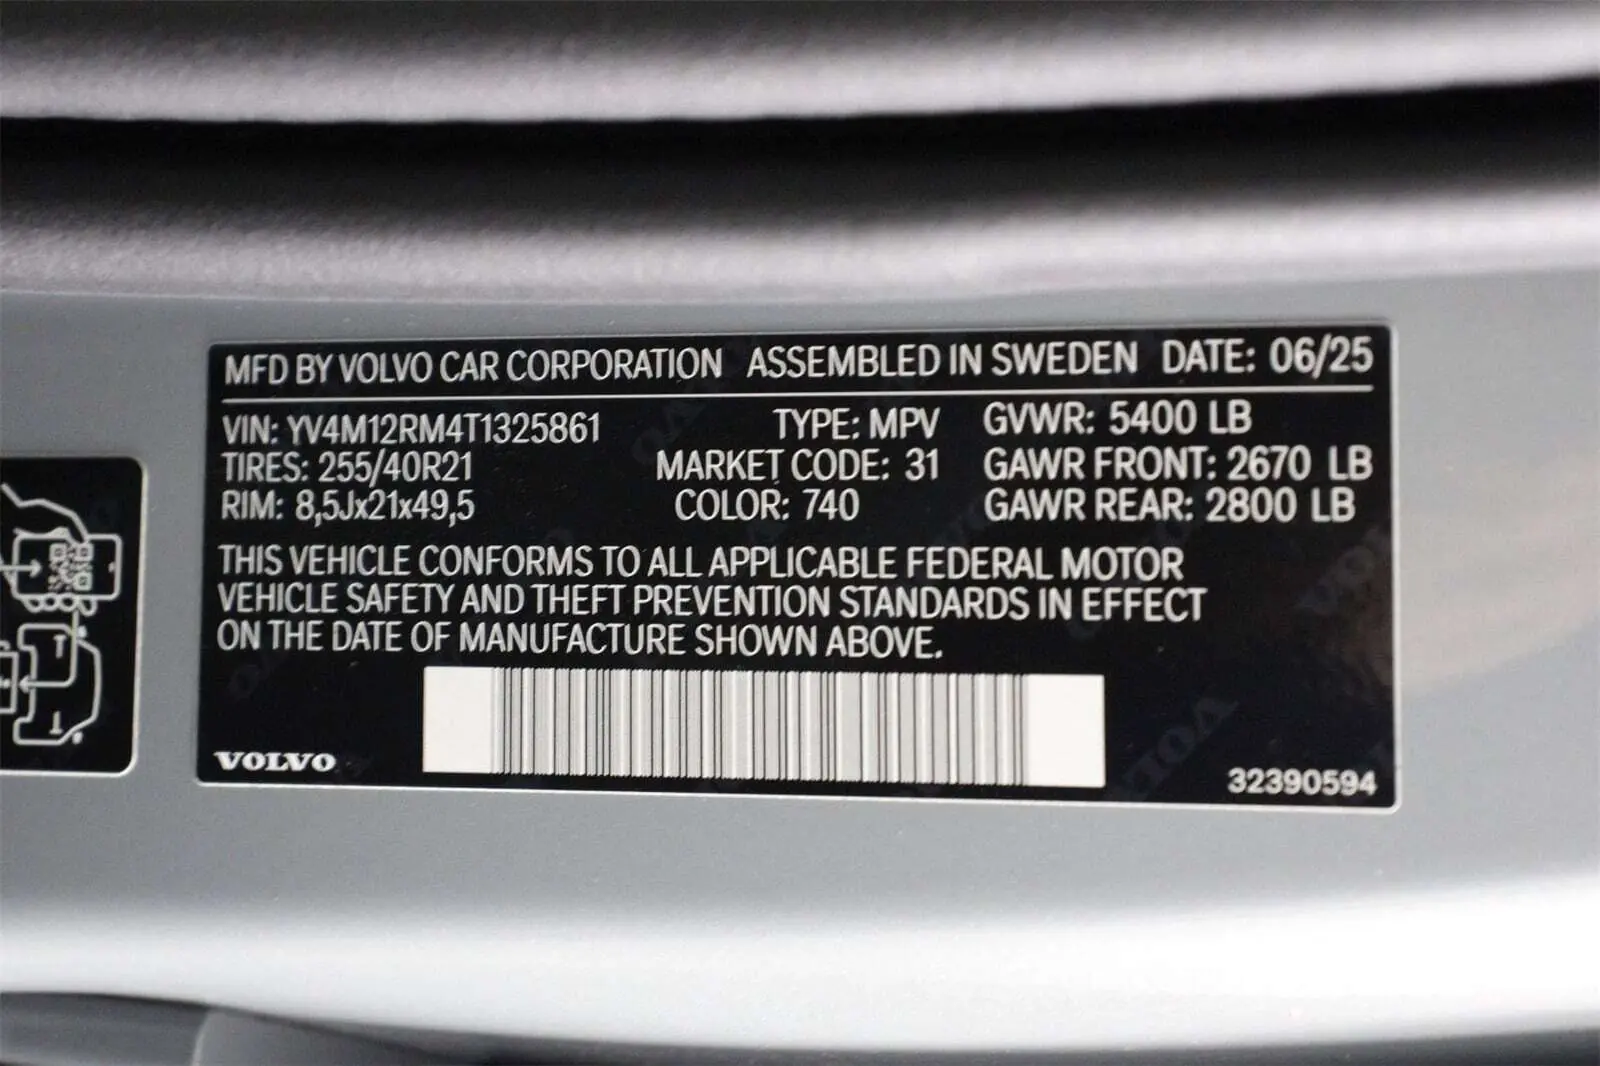 MFD BY VOLVO CAR CORPORATION ASSEMBLED IN SWEDEN DATE: 06/25
VIN: YV4M12RM4T1325861 TYPE: MPV GVWR: 5400 LB
TIRES: 255/40R21 MARKET CODE: 31 GAWR FRONT: 2670 LB
RIM: 8,5Jx21x49,5 COLOR: 740 GAWR REAR: 2800 LB
THIS VEHICLE CONFORMS TO ALL APPLICABLE FEDERAL MOTOR
VEHICLE SAFETY AND THEFT PREVENTION STANDARDS IN EFFECT
ON THE DATE OF MANUFACTURE SHOWN ABOVE.
VOLVO
32390594